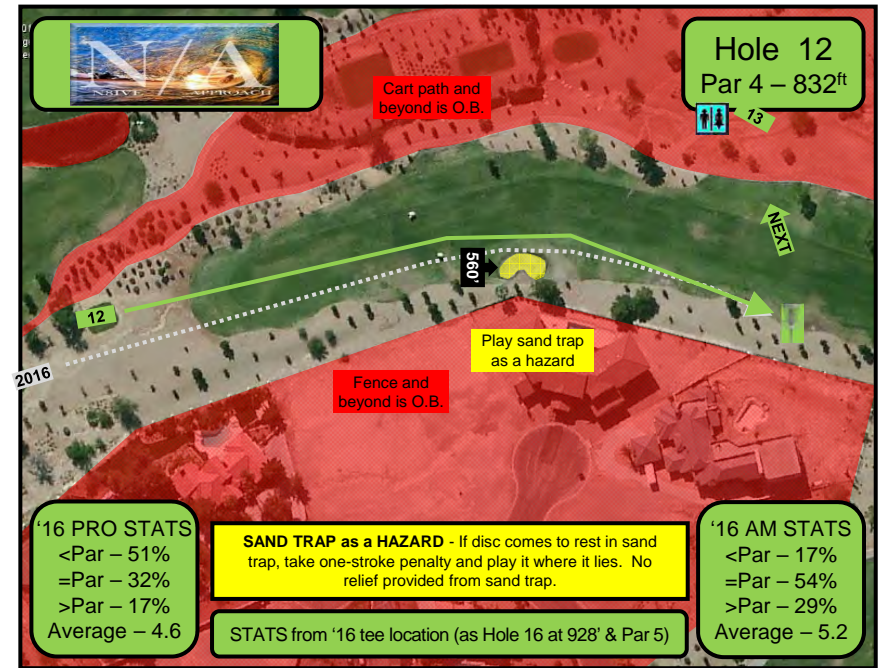 N/A
N8IVE APPROACH
Hole 12
Par 4 – 832ft
Cart path and
beyond is O.B.
13
NEXT
560'
12
Play sand trap
as a hazard
2016
Fence and
beyond is O.B.
‘16 PRO STATS
<Par – 51%
=Par – 32%
>Par – 17%
Average – 4.6
SAND TRAP as a HAZARD - If disc comes to rest in sand
trap, take one-stroke penalty and play it where it lies. No
relief provided from sand trap.
STATS from ‘16 tee location (as Hole 16 at 928’ & Par 5)
‘16 AM STATS
<Par – 17%
=Par – 54%
>Par – 29%
Average – 5.2